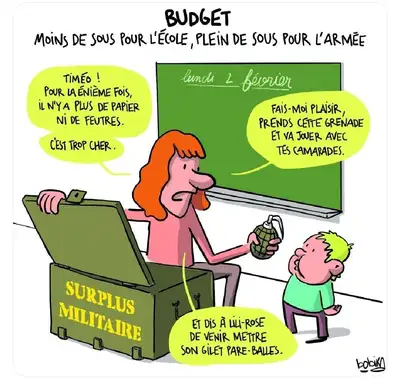 BUDGET
MOINS DE SOUS POUR L'ÉCOLE, PLEIN DE SOUS POUR L'ARMÉE
lundi 2 février
TIMÉO !
POUR LA ÉNIÈME FOIS,
IL N'Y A PLUS DE PAPIER
NI DE FEUTRES.
C'EST TROP CHER.
FAIS-MOI PLAISIR,
PRENDS CETTE GRENADE
ET VA JOUER AVEC
TES CAMARADES.
SURPLUS
MILITAIRE
ET DIS À LILI-ROSE
DE VENIR METTRE
SON GILET PARE-BALLES.
bobim